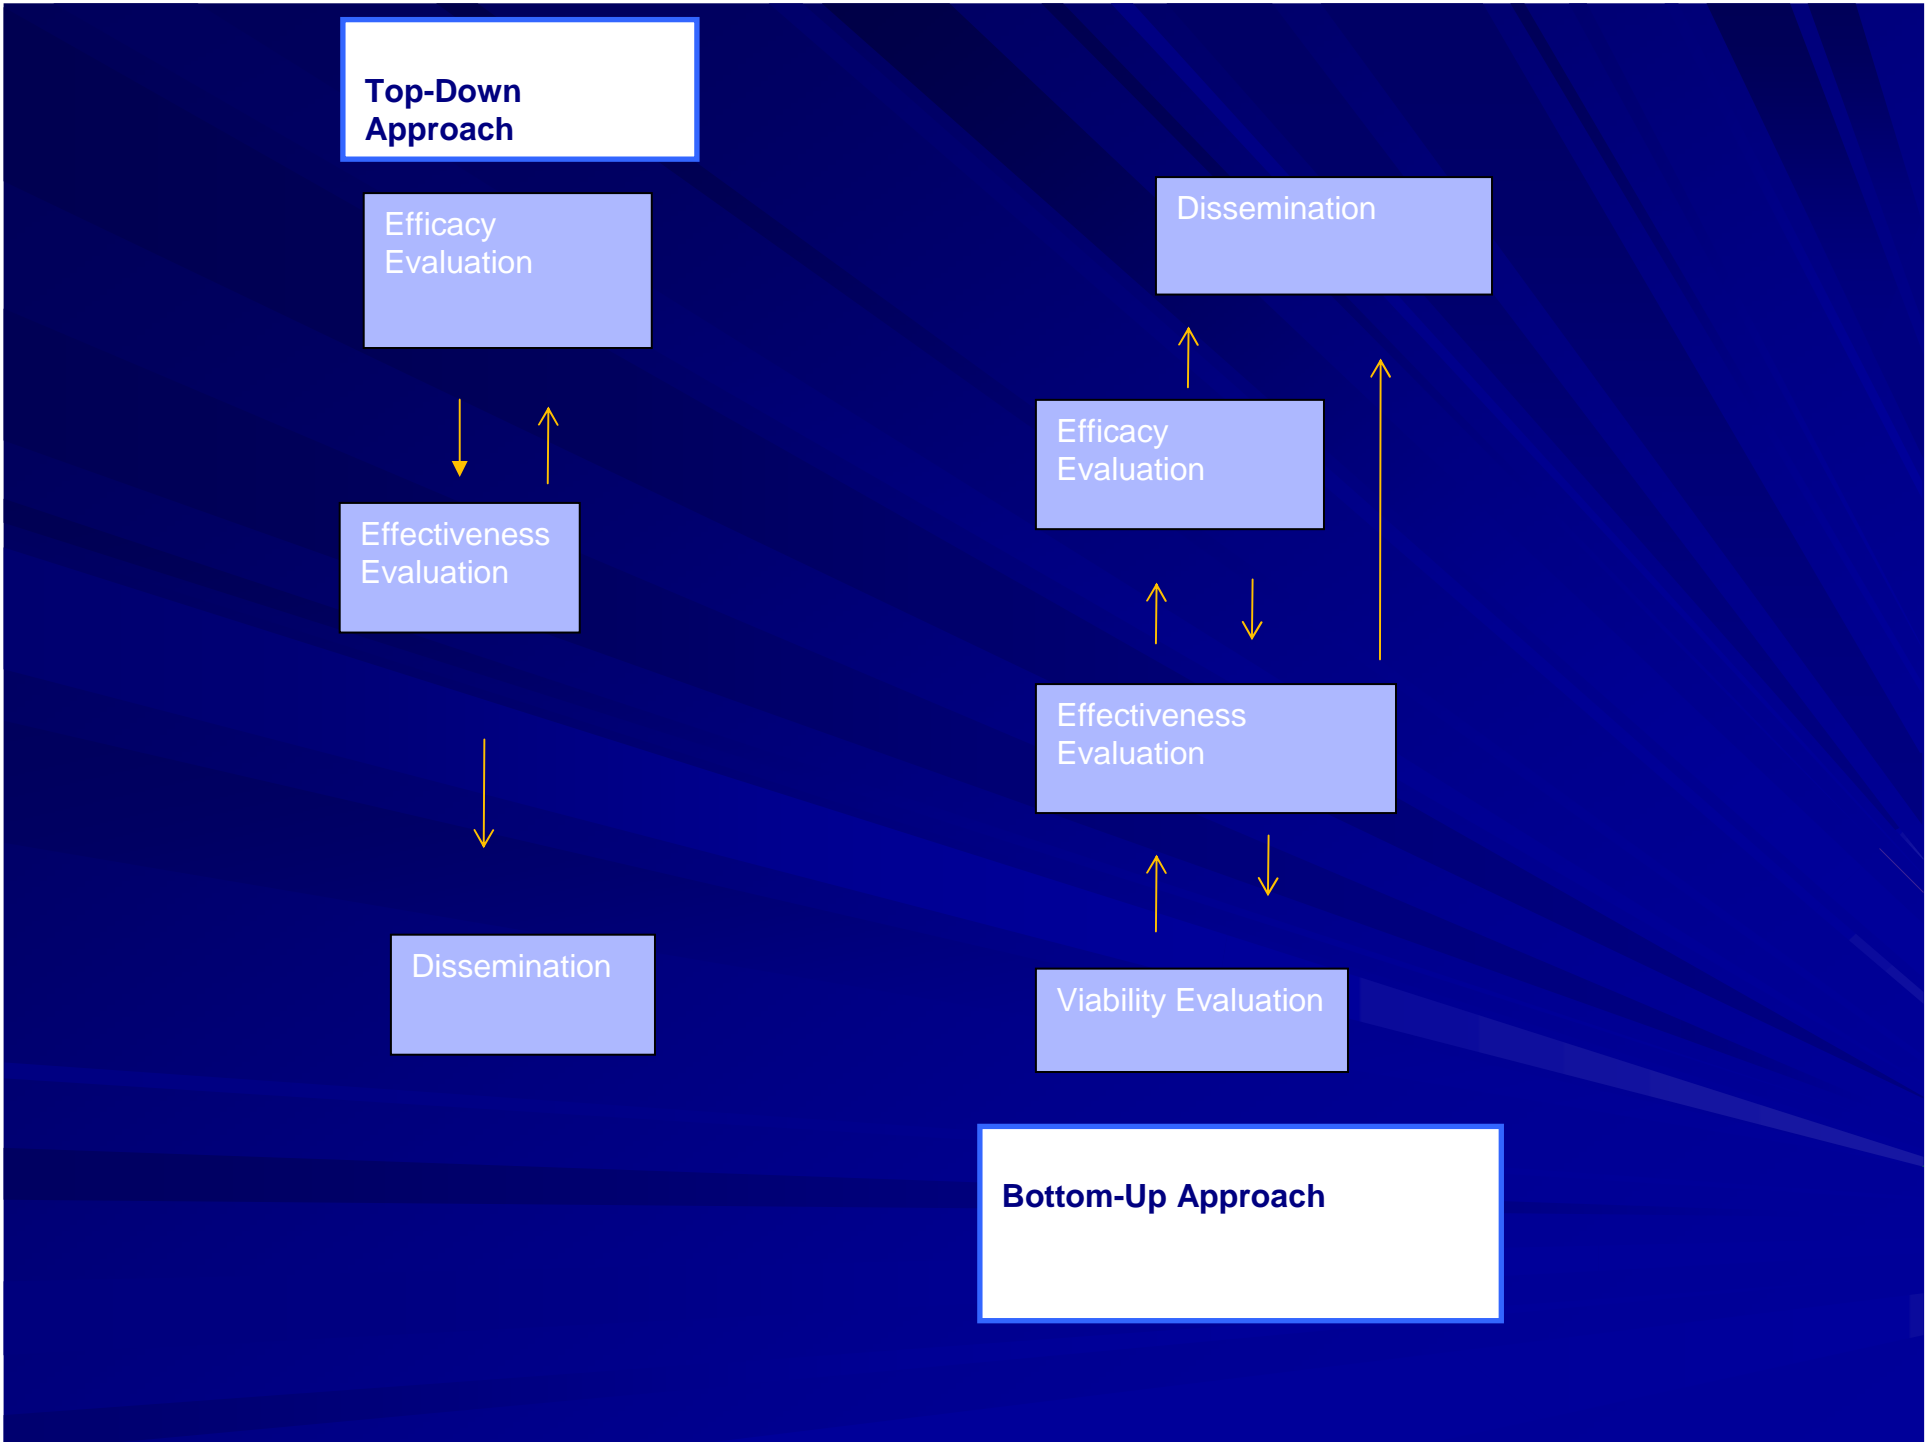 Top-Down
Approach
Efficacy
Evaluation
Effectiveness
Evaluation
Dissemination
Dissemination
Efficacy
Evaluation
Effectiveness
Evaluation
Viability Evaluation
Bottom-Up Approach